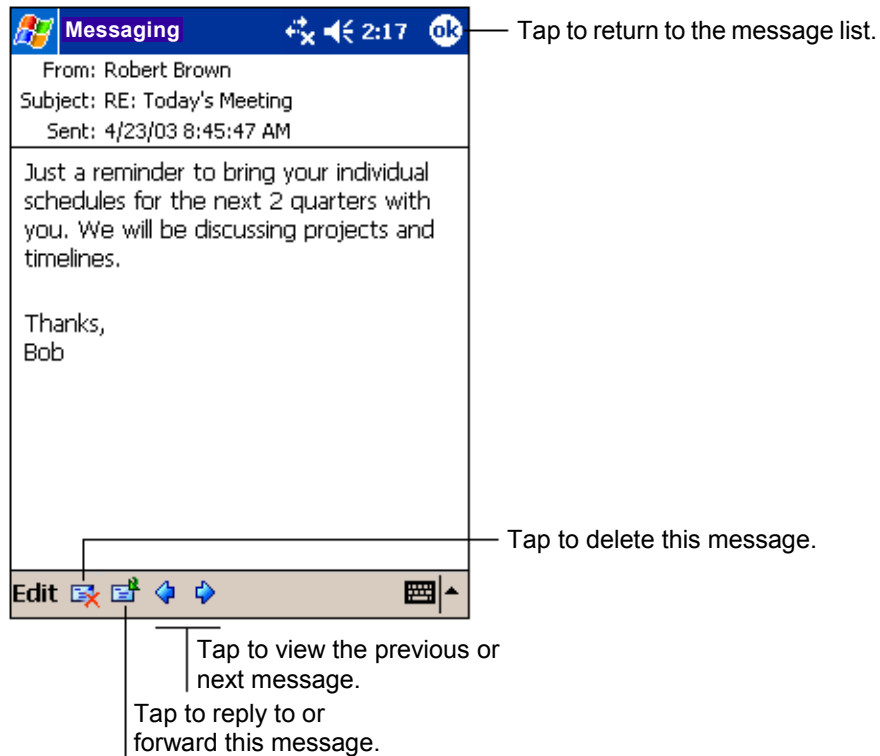 Messaging 2:17 ok
Tap to return to the message list.
From: Robert Brown
Subject: RE: Today's Meeting
Sent: 4/23/03 8:45:47 AM
Just a reminder to bring your individual
schedules for the next 2 quarters with
you. We will be discussing projects and
timelines.
Thanks,
Bob
Tap to delete this message.
Edit
Tap to view the previous or
next message.
Tap to reply to or
forward this message.